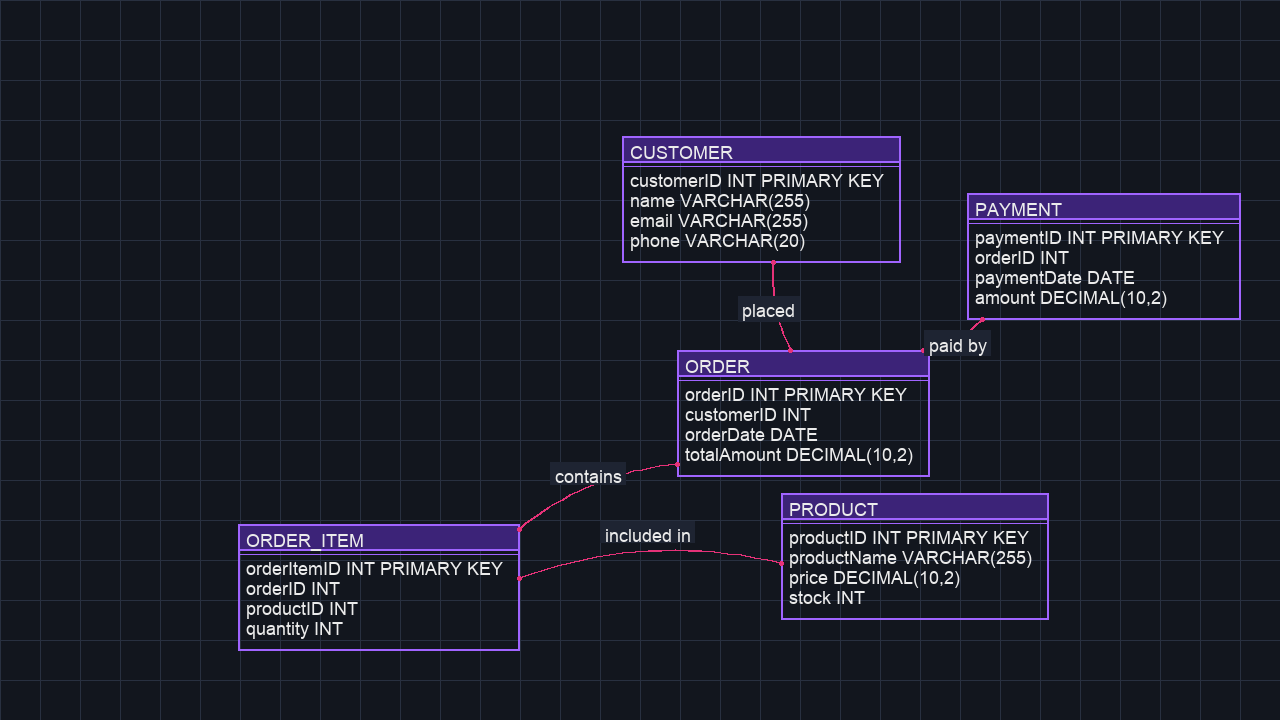 CUSTOMER
customerID INT PRIMARY KEY
name VARCHAR(255)
email VARCHAR(255)
phone VARCHAR(20)
PAYMENT
paymentID INT PRIMARY KEY
orderID INT
paymentDate DATE
amount DECIMAL(10,2)
placed
paid by
ORDER
orderID INT PRIMARY KEY
customerID INT
orderDate DATE
totalAmount DECIMAL(10,2)
contains
included in
PRODUCT
productID INT PRIMARY KEY
productName VARCHAR(255)
price DECIMAL(10,2)
stock INT
ORDER_ITEM
orderItemID INT PRIMARY KEY
orderID INT
productID INT
quantity INT